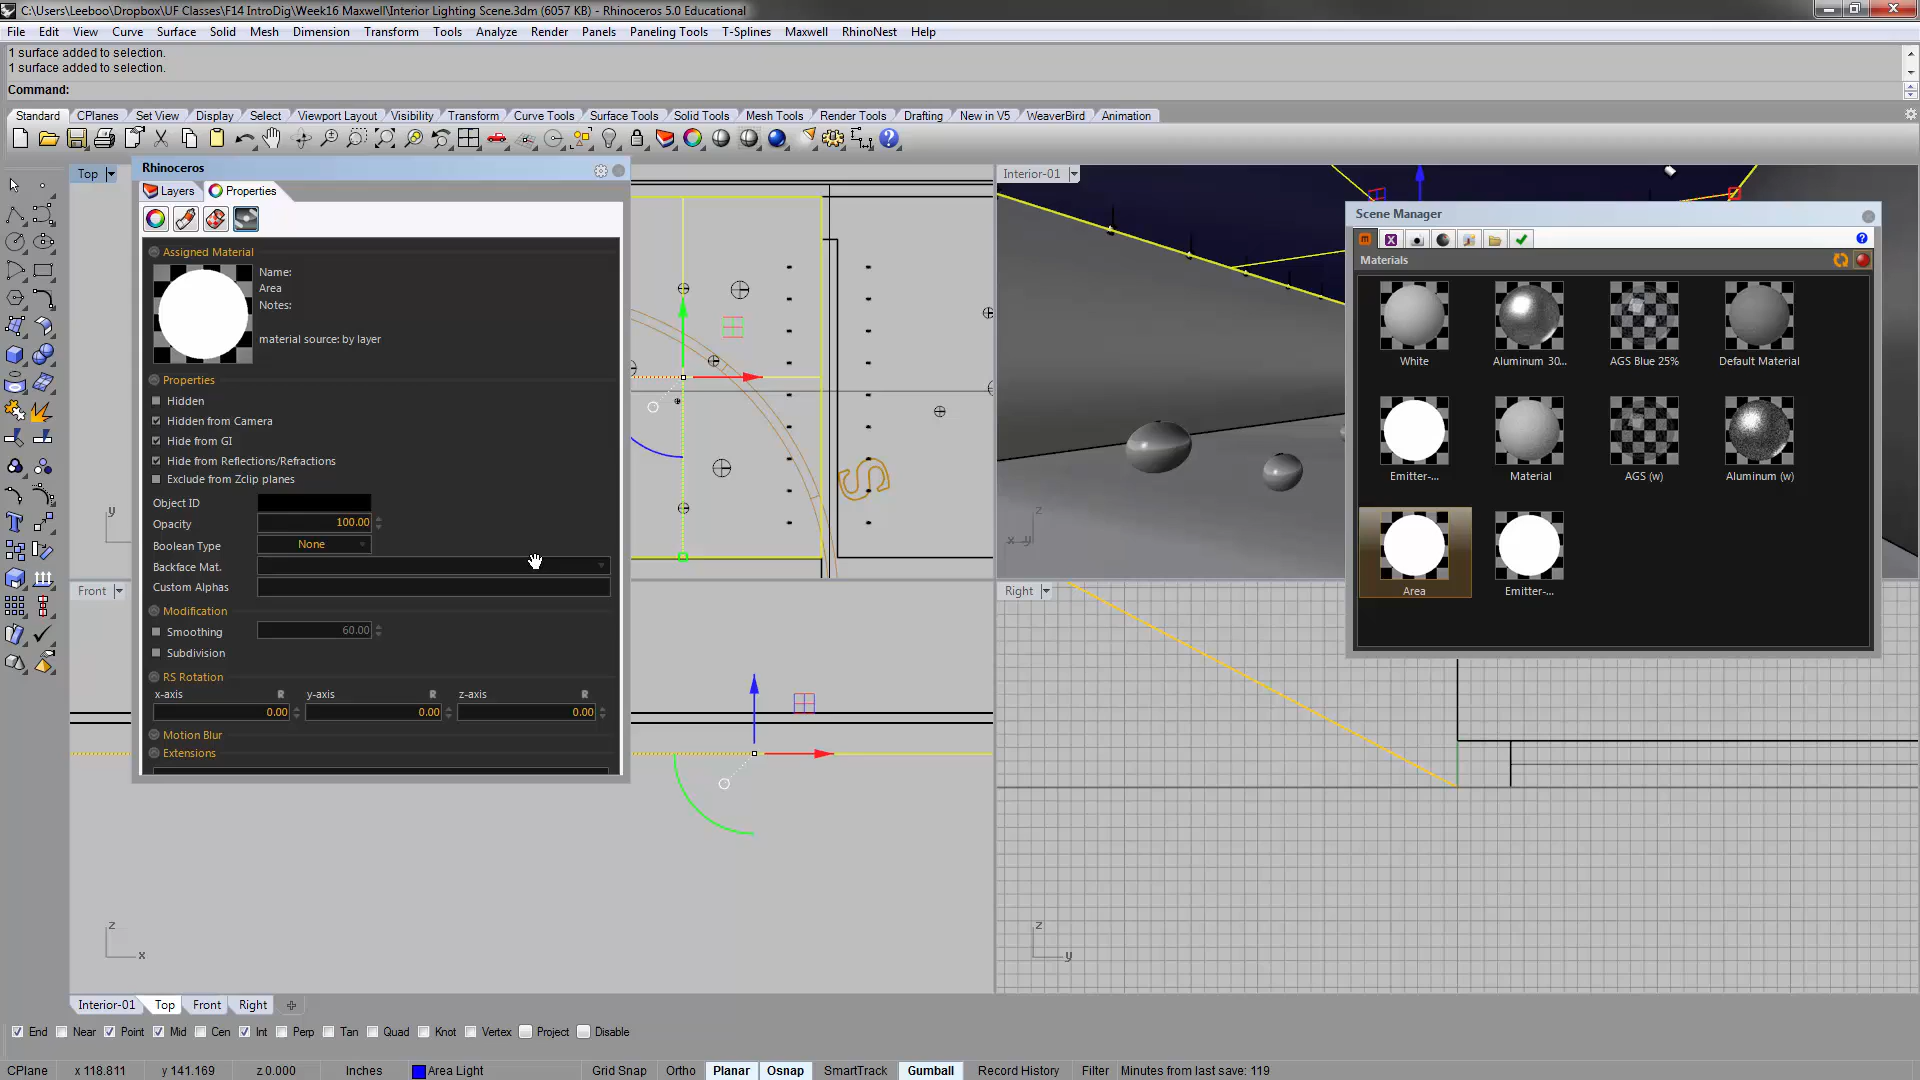 C:\Users\Leeboo\Dropbox\UF Classes\F14 IntroDig\Week16 Maxwell\Interior Lighting Scene.3dm (6057 KB) - Rhinoceros 5.0 Educational
File Edit View Curve Surface Solid Mesh Dimension Transform Tools Analyze Render Panels Paneling Tools T-Splines Maxwell RhinoNest Help
1 surface added to selection.
1 surface added to selection.
Command:
Standard CPlanes Set View Display Select Viewport Layout Visibility Transform Curve Tools Surface Tools Solid Tools Mesh Tools Render Tools Drafting New in V5 WeaverBird Animation
Top
Rhinoceros
Layers Properties
Assigned Material
Name:
Area
Notes:
material source: by layer
Properties
Hidden
Hidden from Camera
Hide from GI
Hide from Reflections/Refractions
Exclude from Zclip planes
Object ID
Opacity 100.00
Boolean Type None
Backface Mat.
Custom Alphas
Modification
Smoothing 60.00
Subdivision
RS Rotation
x-axis R y-axis R z-axis R
0.00 0.00 0.00
Motion Blur
Extensions
y
S
Interior-01
z
x y
Scene Manager
Materials
White Aluminum 30... AGS Blue 25% Default Material
Emitter-... Material AGS (w) Aluminum (w)
Area Emitter-...
Front
z
x
Right
z
y
Interior-01 Top Front Right
End Near Point Mid Cen Int Perp Tan Quad Knot Vertex Project Disable
CPlane x 118.811 y 141.169 z 0.000 Inches Area Light Grid Snap Ortho Planar Osnap SmartTrack Gumball Record History Filter Minutes from last save: 119